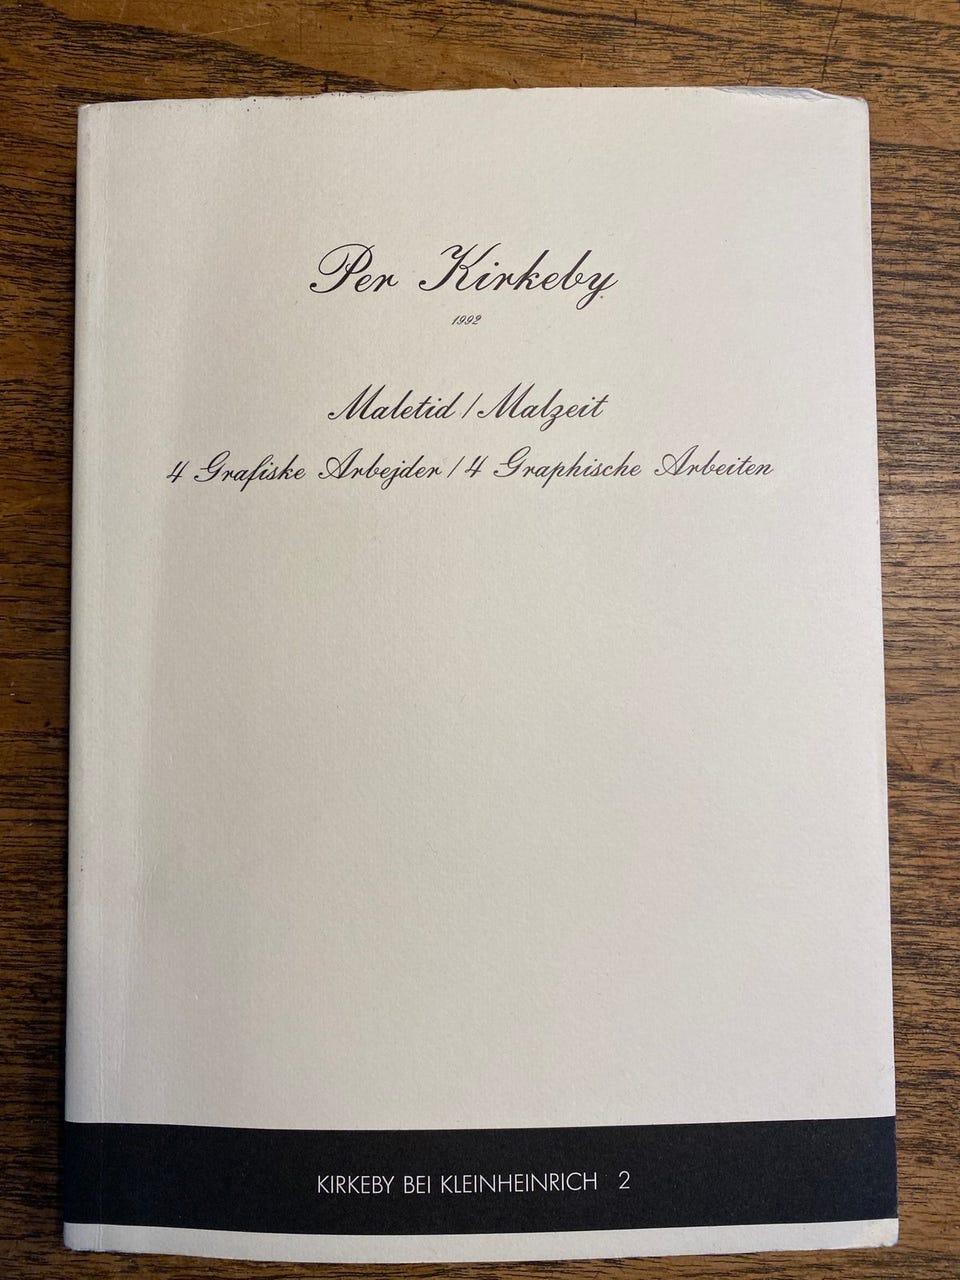 Per Kirkeby
1992
Maletid / Malzeit
4 Grafiske Arbejder / 4 Graphische Arbeiten
KIRKEBY BEI KLEINHEINRICH 2